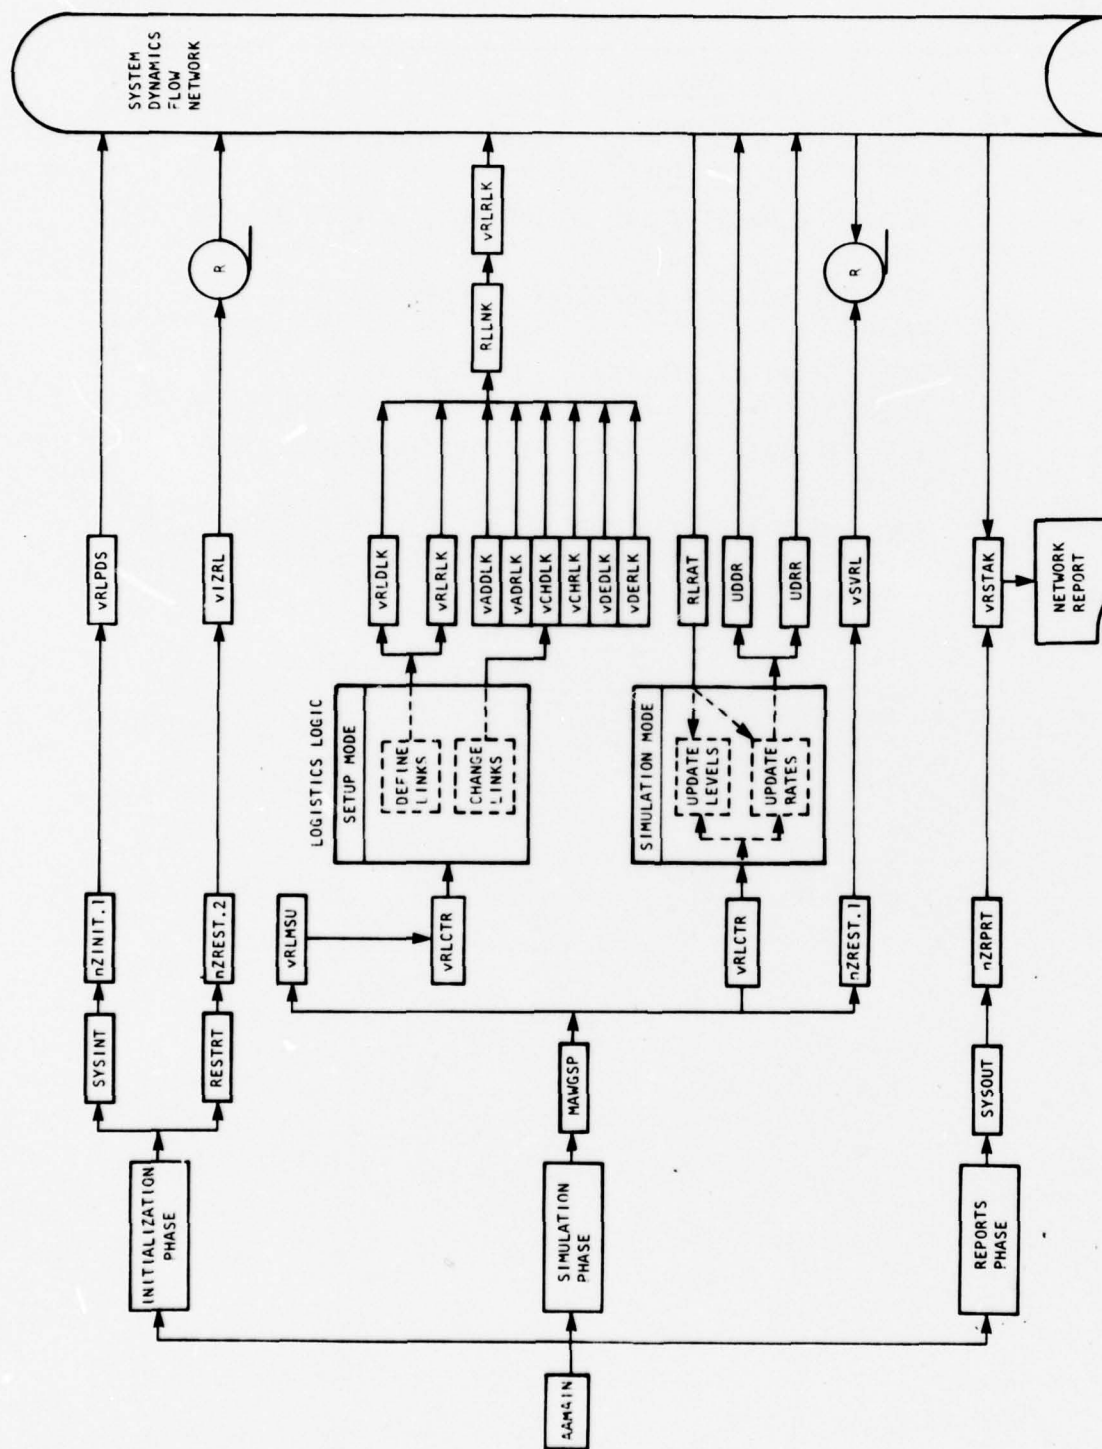 AAMAIN
INITIALIZATION
PHASE
SYSINT
nZINIT.1
vRLPDS
RESTRT
nZREST.2
vIZRL
R
SYSTEM
DYNAMICS
FLOW
NETWORK
SIMULATION
PHASE
MAWGSP
vRLMSU
vRLCTR
LOGISTICS LOGIC
SETUP MODE
DEFINE
LINKS
CHANGE
LINKS
vRLDLK
vRLRLK
vADDLK
vADRLK
vCHDLK
vCHRLK
vDEDLK
vDERLK
RLLNK
vRLRLK
vRLCTR
SIMULATION MODE
UPDATE
LEVELS
UPDATE
RATES
RLRAT
UDDR
UDRR
nZREST.1
vSVRL
R
REPORTS
PHASE
SYSOUT
nZRPRT
vRSTAK
NETWORK
REPORT